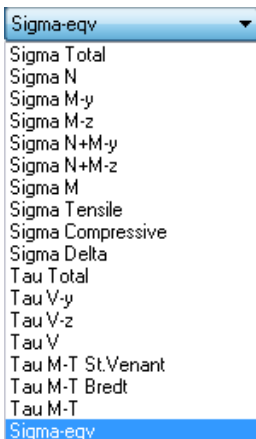 Sigma-eqv
Sigma Total
Sigma N
Sigma M-y
Sigma M-z
Sigma N+M-y
Sigma N+M-z
Sigma M
Sigma Tensile
Sigma Compressive
Sigma Delta
Tau Total
Tau V-y
Tau V-z
Tau V
Tau M-T St.Venant
Tau M-T Bredt
Tau M-T
Sigma-eqv